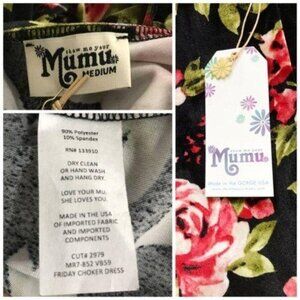 show me your
Mumu
MEDIUM
90% Polyester
10% Spandex
RN# 133910
DRY CLEAN
OR HAND WASH
AND HANG DRY.
LOVE YOUR MU,
SHE LOVES YOU.
MADE IN THE USA
OF IMPORTED FABRIC
AND IMPORTED
COMPONENTS
CUT# 2979
MR7-852 VB59
FRIDAY CHOKER DRESS
show me your
Mumu
Made in the GORGE USA